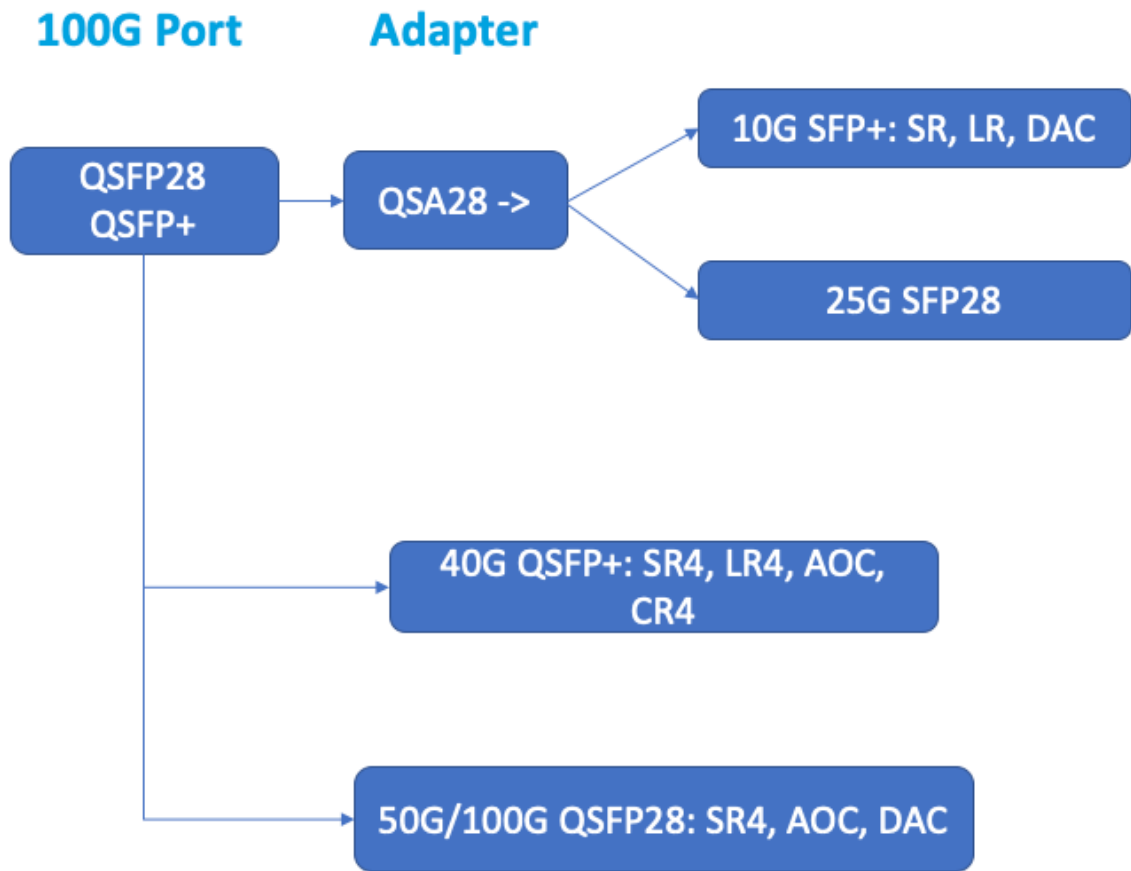 100G Port
Adapter
QSFP28
QSFP+
QSA28 ->
10G SFP+: SR, LR, DAC
25G SFP28
40G QSFP+: SR4, LR4, AOC,
CR4
50G/100G QSFP28: SR4, AOC, DAC